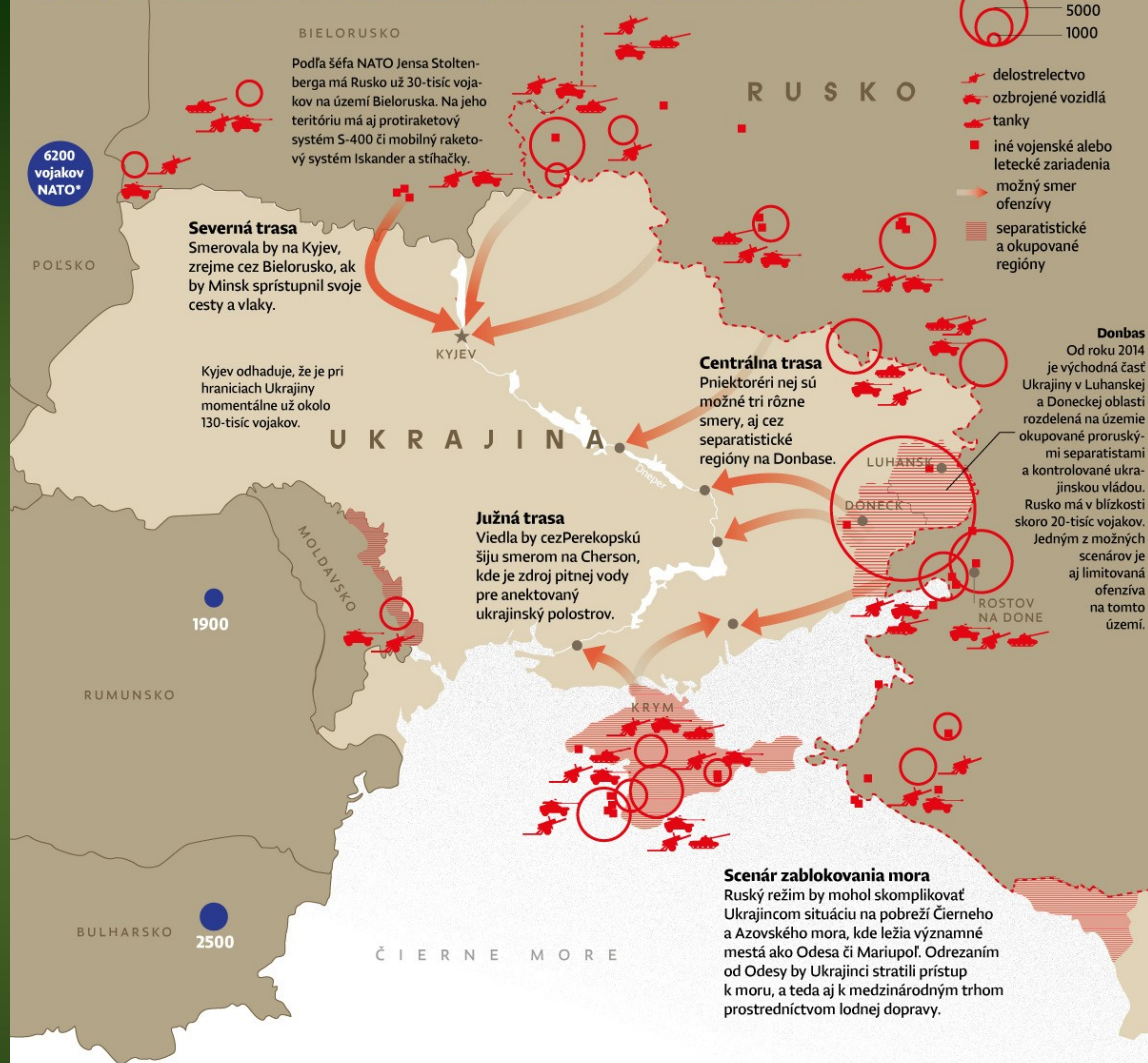 5000
1000
delostrelectvo
ozbrojené vozidlá
tanky
iné vojenské alebo
letecké zariadenia
možný smer
ofenzívy
separatistické
a okupované
regióny
BIELORUSKO
Podľa šéfa NATO Jensa Stolten-
berga má Rusko už 30-tisíc voja-
kov na území Bieloruska. Na jeho
teritóriu má aj protiraketový
systém S-400 či mobilný raketo-
vý systém Iskander a stíhačky.
RUSKO
6200
vojakov
NATO*
POĽSKO
Severná trasa
Smerovala by na Kyjev,
zrejme cez Bielorusko, ak
by Minsk sprístupnil svoje
cesty a vlaky.
KYJEV
Kyjev odhaduje, že je pri
hraniciach Ukrajiny
momentálne už okolo
130-tisíc vojakov.
UKRAJINA
Dneper
Centrálna trasa
Pniektoréri nej sú
možné tri rôzne
smery, aj cez
separatistické
regióny na Donbase.
Donbas
Od roku 2014
je východná časť
Ukrajiny v Luhanskej
a Doneckej oblasti
rozdelená na územie
okupované proruský-
mi separatistami
a kontrolované ukra-
jinskou vládou.
Rusko má v blízkosti
skoro 20-tisíc vojakov.
Jedným z možných
scenárov je
aj limitovaná
ofenzíva
na tomto
území.
LUHANSK
DONECK
ROSTOV
NA DONE
Južná trasa
Viedla by cezPerekopskú
šiju smerom na Cherson,
kde je zdroj pitnej vody
pre anektovaný
ukrajinský polostrov.
MOLDAVSKO
1900
RUMUNSKO
KRYM
BULHARSKO
2500
ČIERNE MORE
Scenár zablokovania mora
Ruský režim by mohol skomplikovať
Ukrajincom situáciu na pobreží Čierneho
a Azovského mora, kde ležia významné
mestá ako Odesa či Mariupoľ. Odrezaním
od Odesy by Ukrajinci stratili prístup
k moru, a teda aj k medzinárodným trhom
prostredníctvom lodnej dopravy.